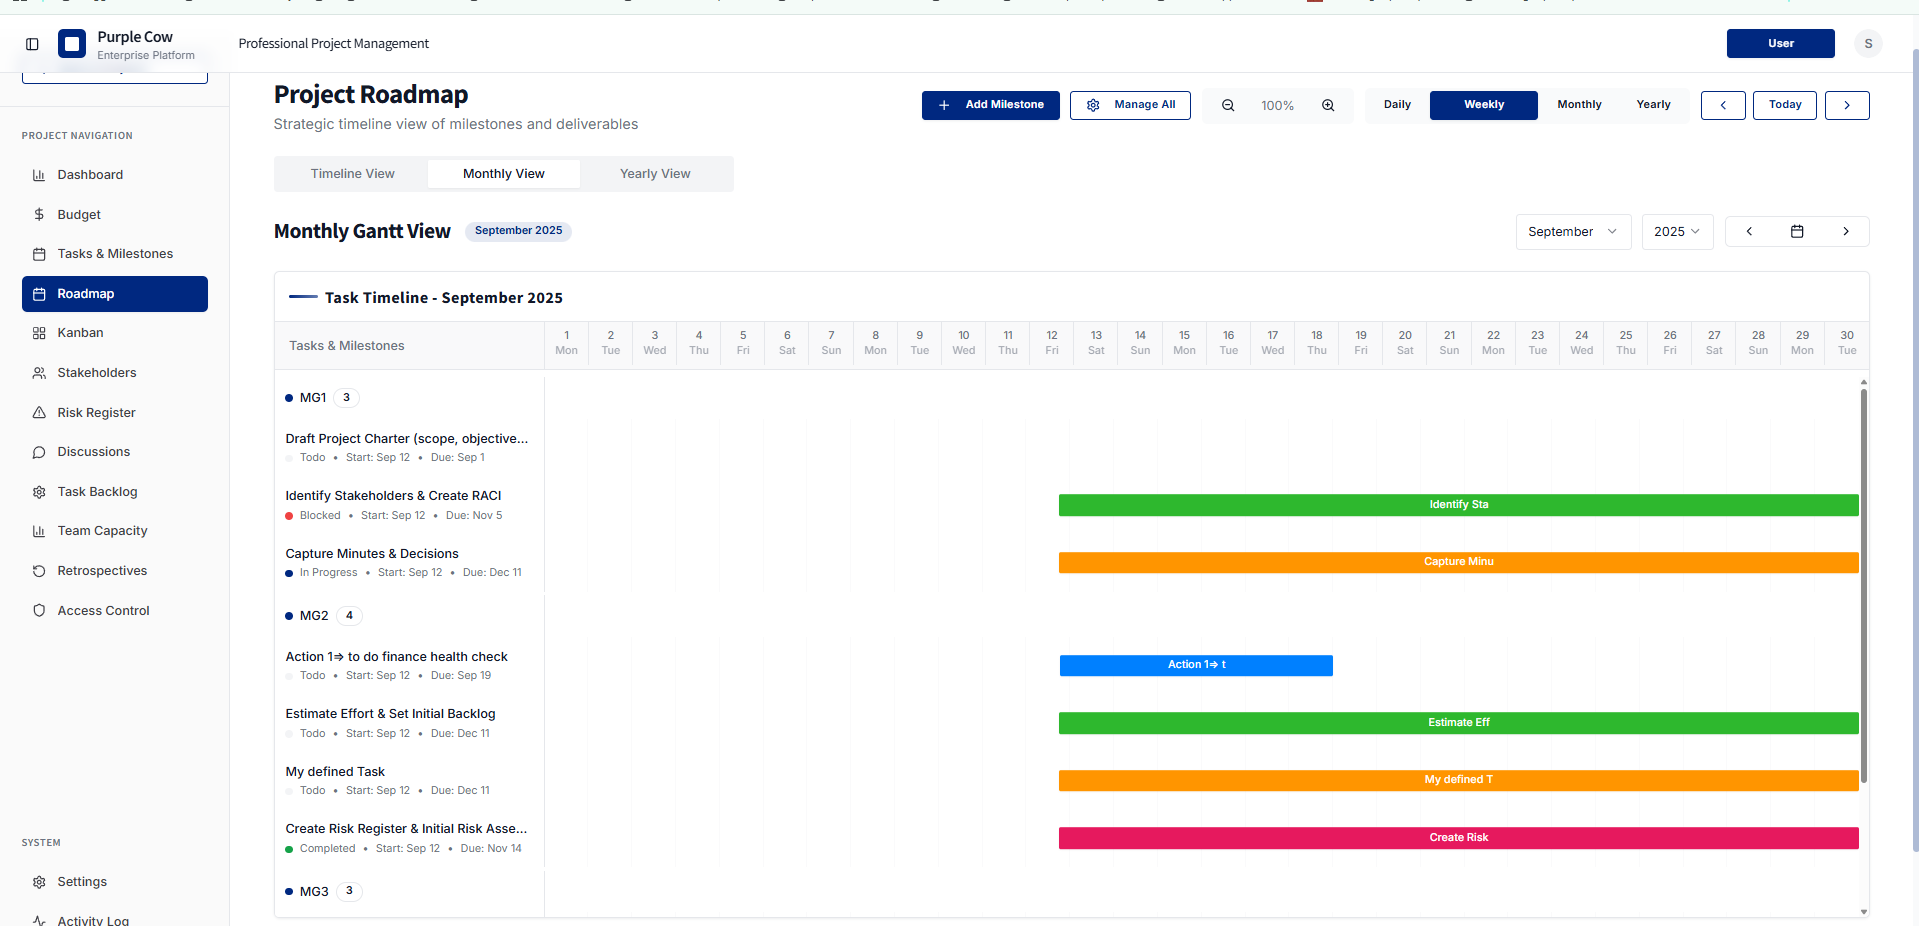 Purple Cow
Enterprise Platform
Professional Project Management
User
S
PROJECT NAVIGATION
Dashboard
Budget
Tasks & Milestones
Roadmap
Kanban
Stakeholders
Risk Register
Discussions
Task Backlog
Team Capacity
Retrospectives
Access Control
SYSTEM
Settings
Activity Log
Project Roadmap
Strategic timeline view of milestones and deliverables
Add Milestone
Manage All
100%
Daily
Weekly
Monthly
Yearly
Today
Timeline View
Monthly View
Yearly View
Monthly Gantt View
September 2025
September
2025
Task Timeline - September 2025
Tasks & Milestones
1 2 3 4 5 6 7 8 9 10 11 12 13 14 15 16 17 18 19 20 21 22 23 24 25 26 27 28 29 30
Mon Tue Wed Thu Fri Sat Sun Mon Tue Wed Thu Fri Sat Sun Mon Tue Wed Thu Fri Sat Sun Mon Tue Wed Thu Fri Sat Sun Mon Tue
MG1 3
Draft Project Charter (scope, objective...
Todo • Start: Sep 12 • Due: Sep 1
Identify Stakeholders & Create RACI
Blocked • Start: Sep 12 • Due: Nov 5
Identify Sta
Capture Minutes & Decisions
In Progress • Start: Sep 12 • Due: Dec 11
Capture Minu
MG2 4
Action 1=> to do finance health check
Todo • Start: Sep 12 • Due: Sep 19
Action 1=> t
Estimate Effort & Set Initial Backlog
Todo • Start: Sep 12 • Due: Dec 11
Estimate Eff
My defined Task
Todo • Start: Sep 12 • Due: Dec 11
My defined T
Create Risk Register & Initial Risk Asse...
Completed • Start: Sep 12 • Due: Nov 14
Create Risk
MG3 3